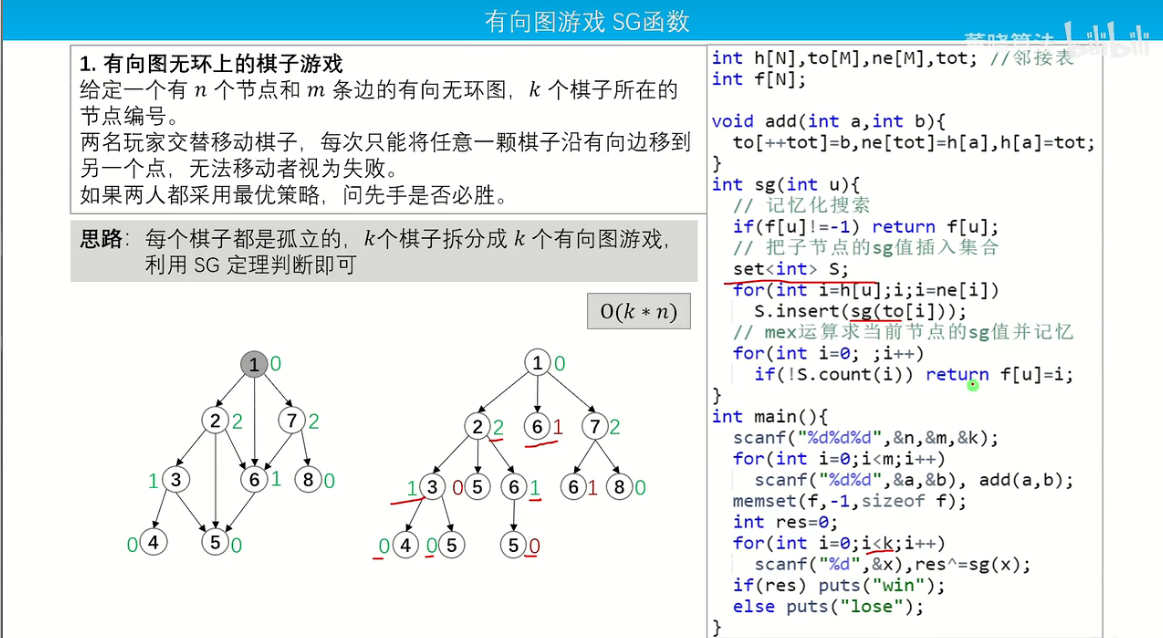 有向图游戏 SG函数
董晓算法 bilibili
1. 有向图无环上的棋子游戏
给定一个有 n 个节点和 m 条边的有向无环图，k 个棋子所在的
节点编号。
两名玩家交替移动棋子，每次只能将任意一颗棋子沿有向边移到
另一个点，无法移动者视为失败。
如果两人都采用最优策略，问先手是否必胜。
思路：每个棋子都是孤立的，k个棋子拆分成 k 个有向图游戏，
利用 SG 定理判断即可
O(k * n)
1 0
2 2 7 2
1 3 6 1 8 0
0 4 5 0
1 0
2 2 6 1 7 2
1 3 0 5 6 1 6 1 8 0
0 4 0 5 5 0
int h[N],to[M],ne[M],tot; //邻接表
int f[N];
void add(int a,int b){
to[++tot]=b,ne[tot]=h[a],h[a]=tot;
}
int sg(int u){
// 记忆化搜索
if(f[u]!=-1) return f[u];
// 把子节点的sg值插入集合
set<int> S;
for(int i=h[u];i;i=ne[i])
S.insert(sg(to[i]));
// mex运算求当前节点的sg值并记忆
for(int i=0; ;i++)
if(!S.count(i)) return f[u]=i;
}
int main(){
scanf("%d%d%d",&n,&m,&k);
for(int i=0;i<m;i++)
scanf("%d%d",&a,&b), add(a,b);
memset(f,-1,sizeof f);
int res=0;
for(int i=0;i<k;i++)
scanf("%d",&x),res^=sg(x);
if(res) puts("win");
else puts("lose");
}